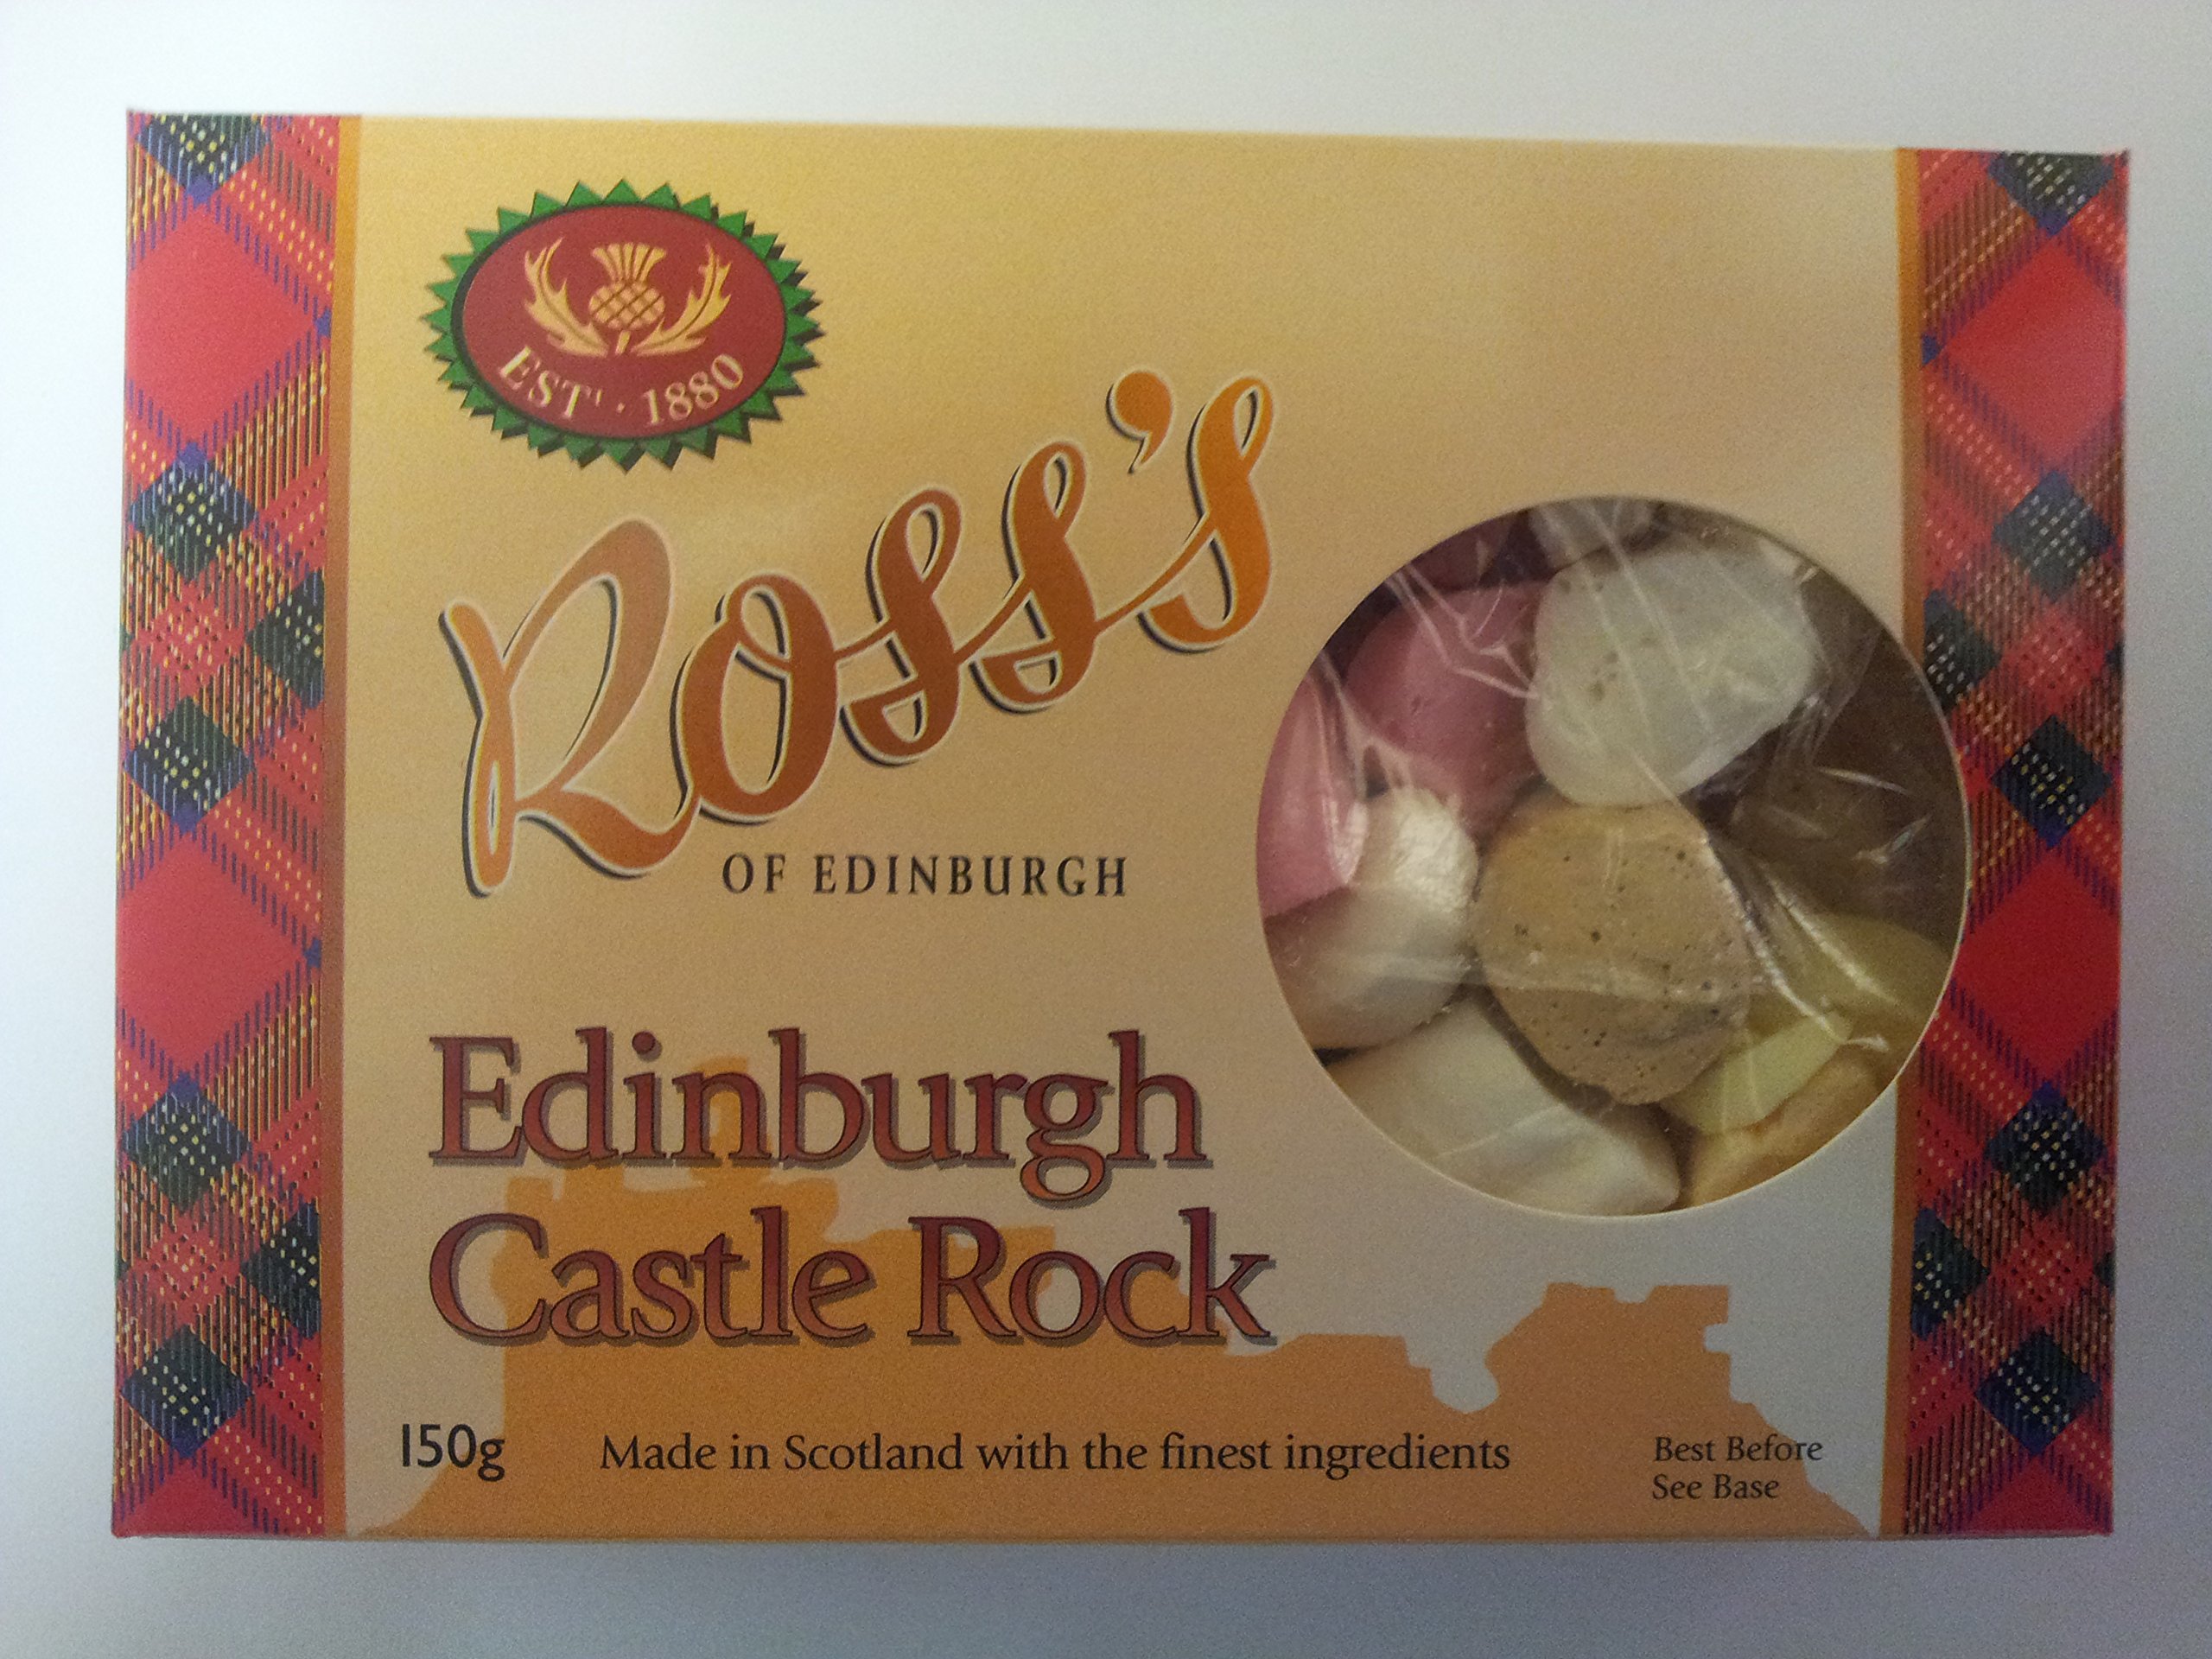 ESTᴵ · 1880
Ross's
OF EDINBURGH
Edinburgh
Castle Rock
150g
Made in Scotland with the finest ingredients
Best Before
See Base